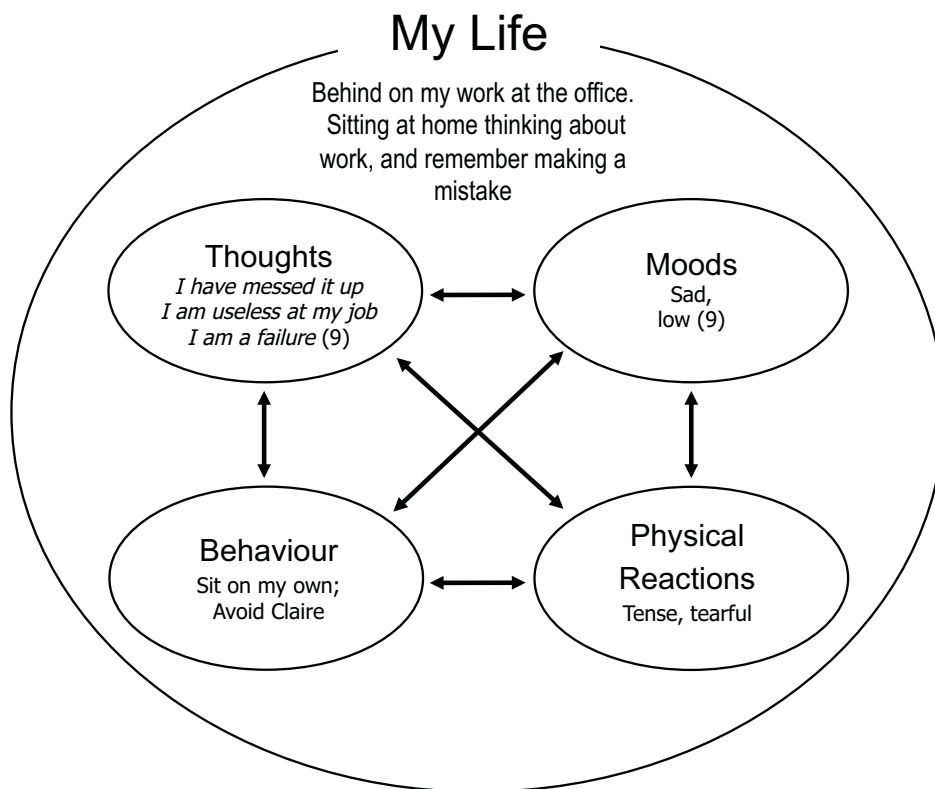 My Life
Behind on my work at the office.
Sitting at home thinking about
work, and remember making a
mistake
Thoughts
I have messed it up
I am useless at my job
I am a failure (9)
Moods
Sad,
low (9)
Behaviour
Sit on my own;
Avoid Claire
Physical
Reactions
Tense, tearful